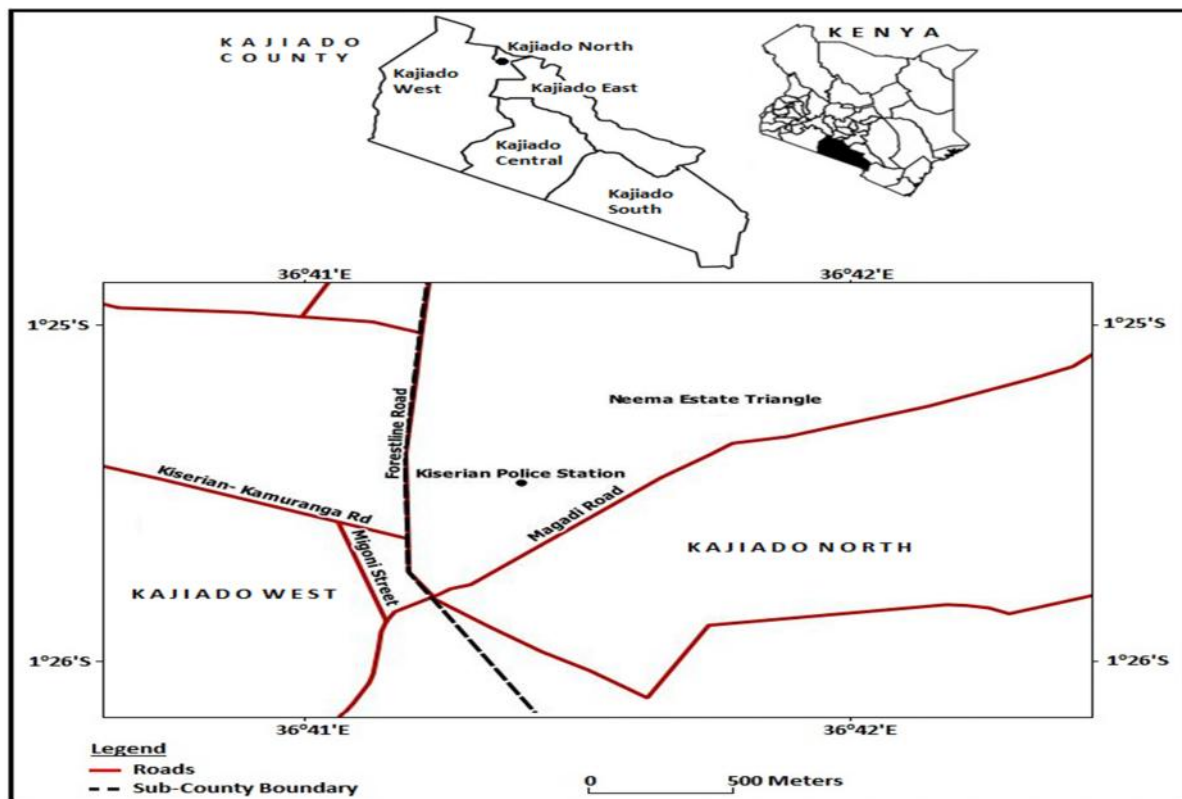 KAJIADO
COUNTY
Kajiado North
Kajiado
West
Kajiado East
Kajiado
Central
Kajiado
South
KENYA
36°41'E
36°42'E
1°25'S
1°25'S
Neema Estate Triangle
Forestline Road
Kiserian Police Station
Kiserian- Kamuranga Rd
Magadi Road
Migoni Street
KAJIADO NORTH
KAJIADO WEST
1°26'S
1°26'S
36°41'E
36°42'E
Legend
Roads
Sub-County Boundary
0 500 Meters